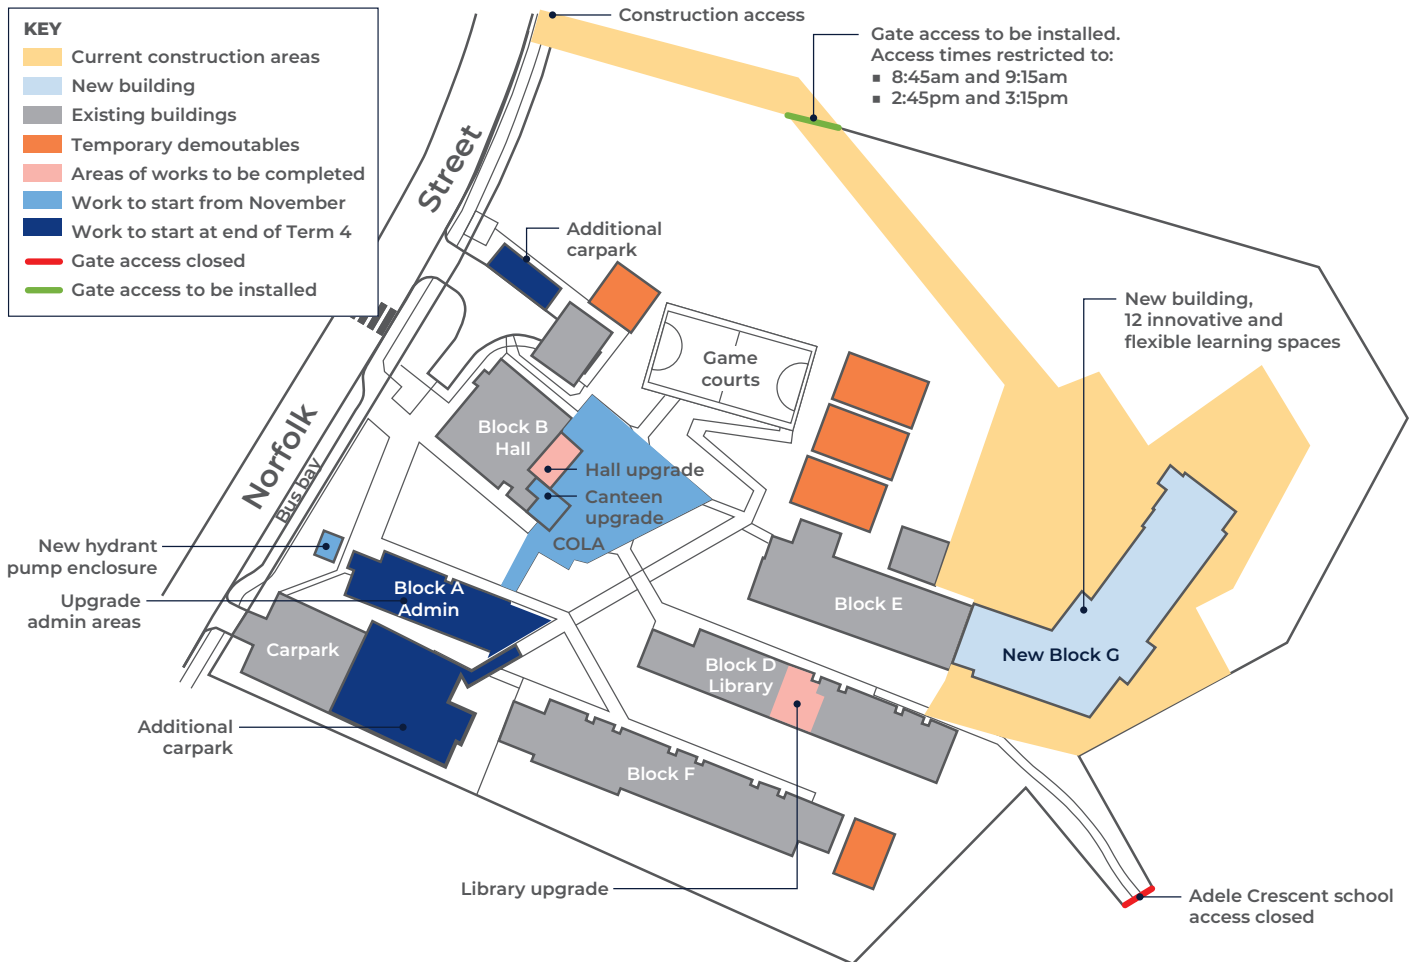 KEY
Current construction areas
New building
Existing buildings
Temporary demoutables
Areas of works to be completed
Work to start from November
Work to start at end of Term 4
Gate access closed
Gate access to be installed
Construction access
Gate access to be installed.
Access times restricted to:
▪ 8:45am and 9:15am
▪ 2:45pm and 3:15pm
Norfolk Street
Bus bay
Additional
carpark
New building,
12 innovative and
flexible learning spaces
Game
courts
Block B
Hall
Hall upgrade
Canteen
upgrade
COLA
New hydrant
pump enclosure
Upgrade
admin areas
Block A
Admin
Block E
Carpark
Block D
Library
New Block G
Additional
carpark
Block F
Library upgrade
Adele Crescent school
access closed